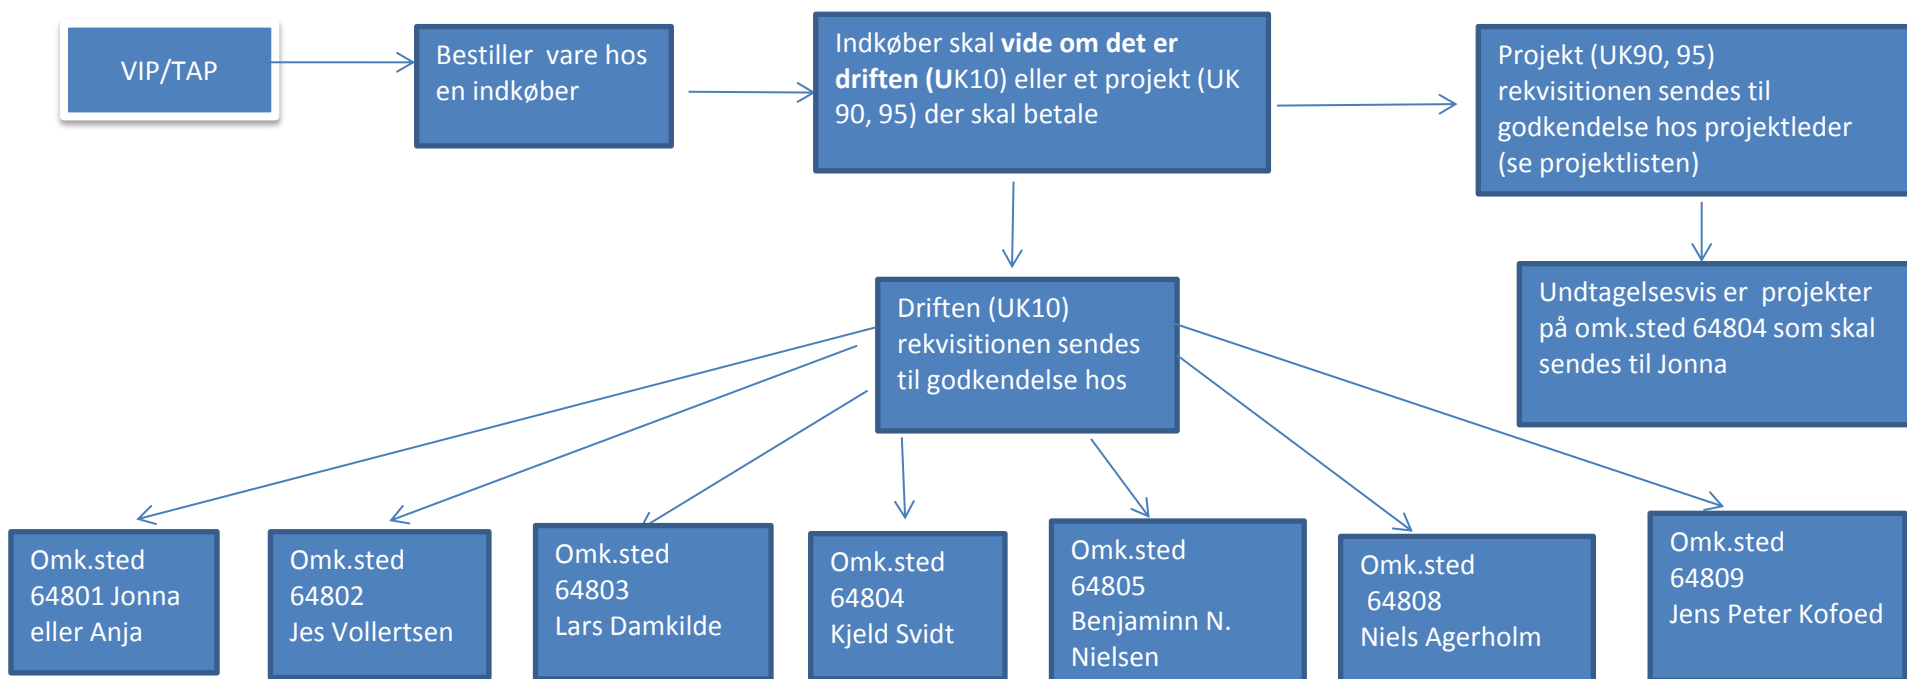 VIP/TAP
Bestiller  vare hos
en indkøber
Indkøber skal vide om det er
driften (UK10) eller et projekt (UK
90, 95) der skal betale
Projekt (UK90, 95)
rekvisitionen sendes til
godkendelse hos projektleder
(se projektlisten)
Undtagelsesvis er  projekter
på omk.sted 64804 som skal
sendes til Jonna
Driften (UK10)
rekvisitionen sendes
til godkendelse hos
Omk.sted
64801 Jonna
eller Anja
Omk.sted
64802
Jes Vollertsen
Omk.sted
64803
Lars Damkilde
Omk.sted
64804
Kjeld Svidt
Omk.sted
64805
Benjaminn N.
Nielsen
Omk.sted
64808
Niels Agerholm
Omk.sted
64809
Jens Peter Kofoed